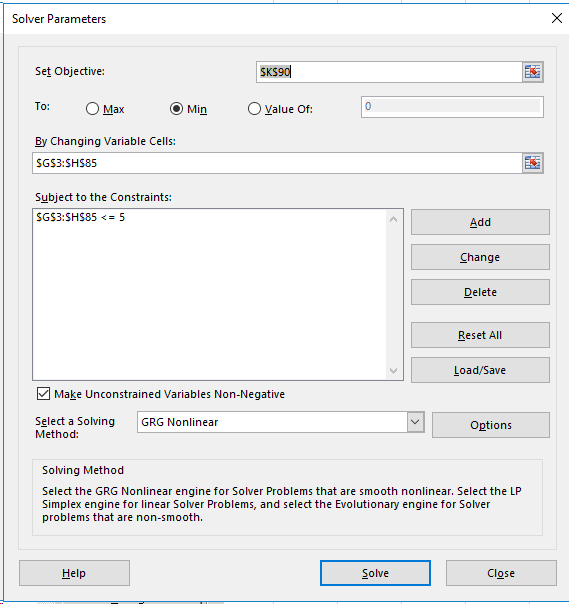 Solver Parameters
Set Objective:
$K$90
To:
Max
Min
Value Of:
0
By Changing Variable Cells:
$G$3:$H$85
Subject to the Constraints:
$G$3:$H$85 <= 5
Add
Change
Delete
Reset All
Load/Save
Make Unconstrained Variables Non-Negative
Select a Solving
Method:
GRG Nonlinear
Options
Solving Method
Select the GRG Nonlinear engine for Solver Problems that are smooth nonlinear. Select the LP
Simplex engine for linear Solver Problems, and select the Evolutionary engine for Solver
problems that are non-smooth.
Help
Solve
Close